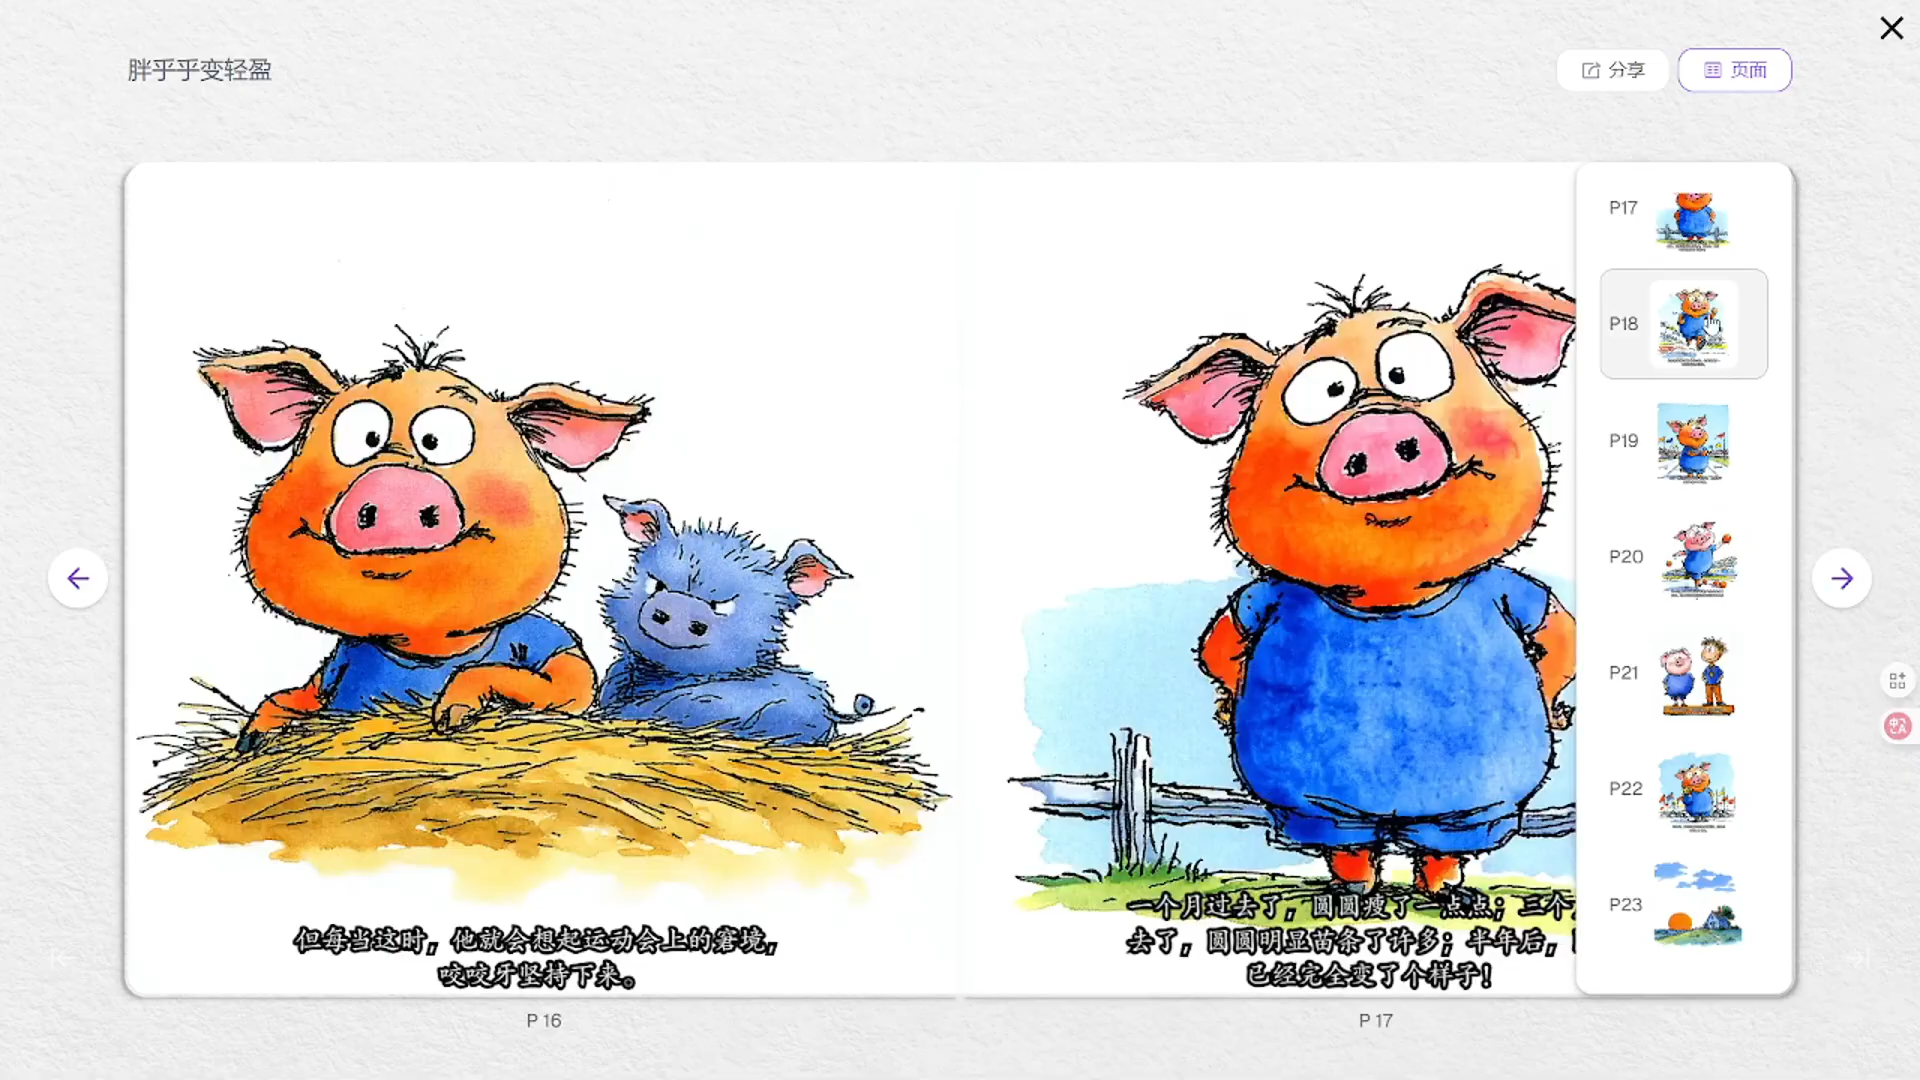 胖乎乎变轻盈
分享
页面
但每当这时，他就会想起运动会上的窘境，
咬咬牙坚持下来。
一个月过去了，圆圆瘦了一点点；三个
去了，圆圆明显苗条了许多；半年后，
已经完全变了个样子！
P 16
P 17
P17
P18
P19
P20
P21
P22
P23